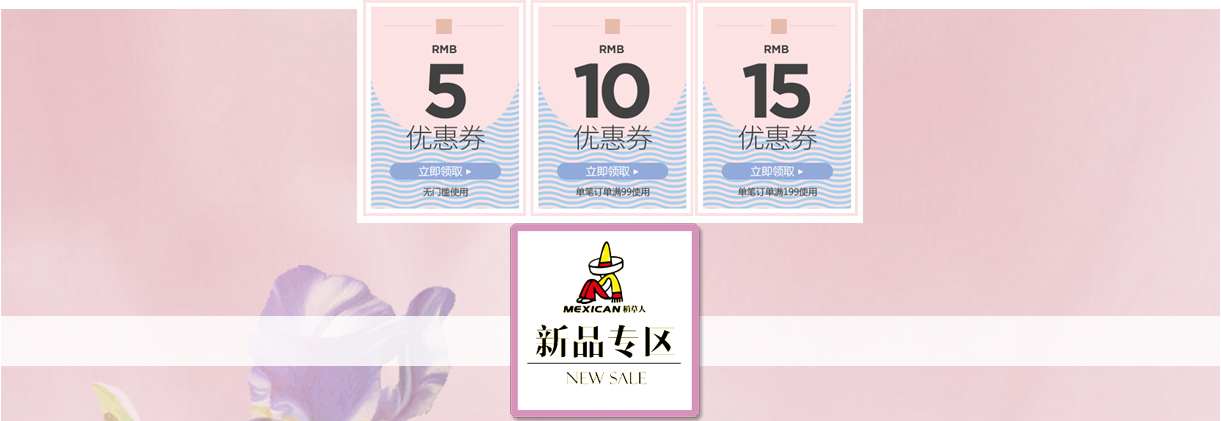 RMB
5
优惠券
立即领取 ▸
无门槛使用
RMB
10
优惠券
立即领取 ▸
单笔订单满99使用
RMB
15
优惠券
立即领取 ▸
单笔订单满199使用
MEXICAN 稻草人
新品专区
NEW SALE